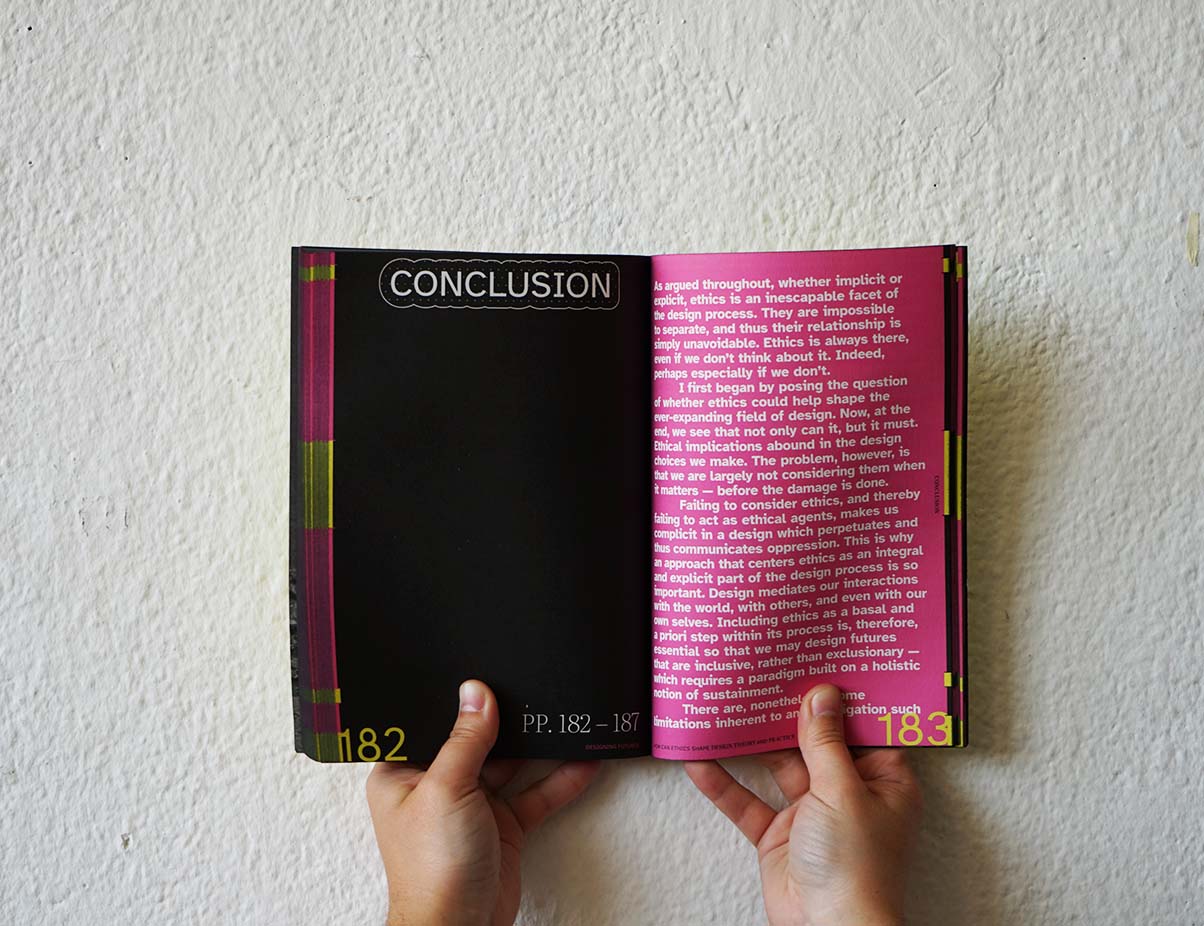 CONCLUSION
PP. 182 – 187
DESIGNING FUTURES
182
As argued throughout, whether implicit or
explicit, ethics is an inescapable facet of
the design process. They are impossible
to separate, and thus their relationship is
simply unavoidable. Ethics is always there,
even if we don't think about it. Indeed,
perhaps especially if we don't.
I first began by posing the question
of whether ethics could help shape the
ever-expanding field of design. Now, at the
end, we see that not only can it, but it must.
Ethical implications abound in the design
choices we make. The problem, however, is
that we are largely not considering them when
it matters — before the damage is done.
Failing to consider ethics, and thereby
failing to act as ethical agents, makes us
complicit in a design which perpetuates and
thus communicates oppression. This is why
an approach that centers ethics as an integral
and explicit part of the design process is so
important. Design mediates our interactions
with the world, with others, and even with our
own selves. Including ethics as a basal and
a priori step within its process is, therefore,
essential so that we may design futures
that are inclusive, rather than exclusionary —
which requires a paradigm built on a holistic
notion of sustainment.
There are, ome
limitations inherent to such
CONCLUSION
CAN ETHICS SHAPE DESIGN THEORY AND PRACTICE
183